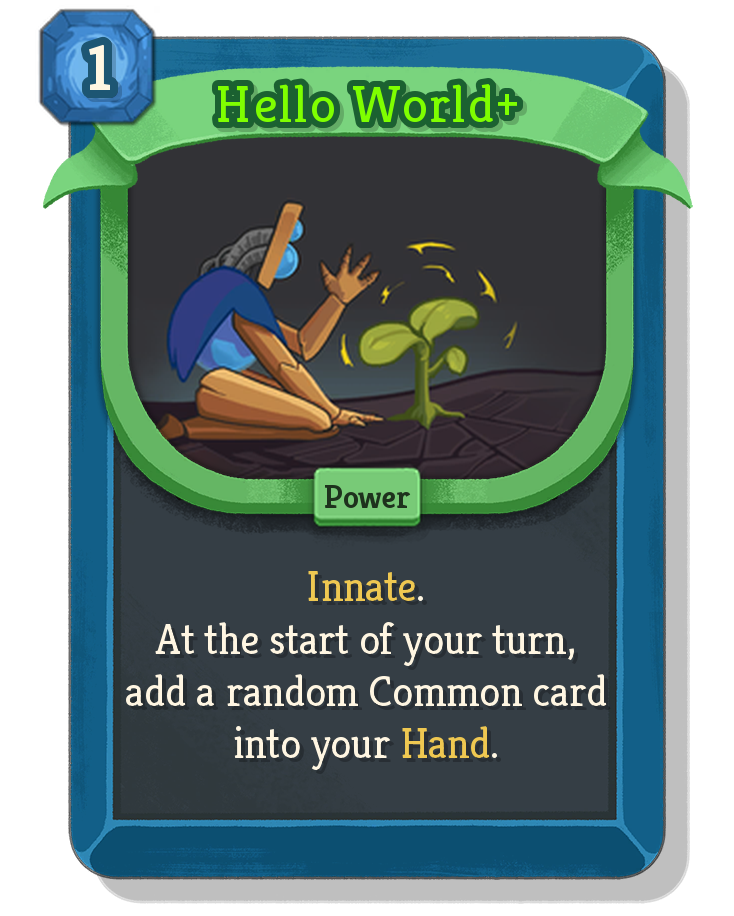 1
Hello World+
Power
Innate.
At the start of your turn,
add a random Common card
into your Hand.